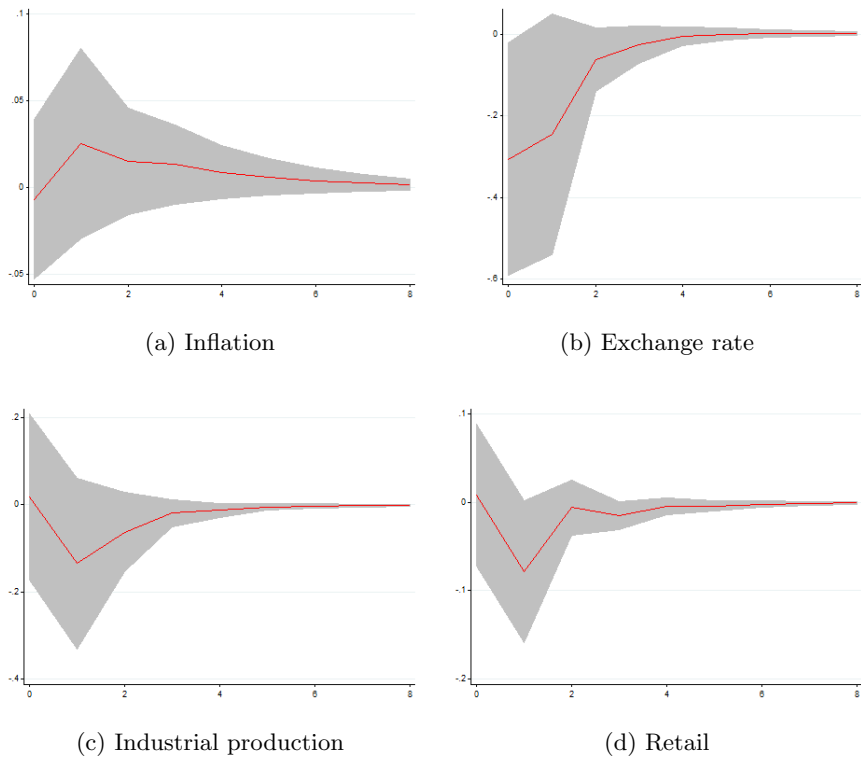 .1
.05
0
-.05
0 2 4 6 8
(a) Inflation
0
-.2
-.4
-.6
0 2 4 6 8
(b) Exchange rate
.2
0
-.2
-.4
0 2 4 6 8
(c) Industrial production
.1
0
-.1
-.2
0 2 4 6 8
(d) Retail